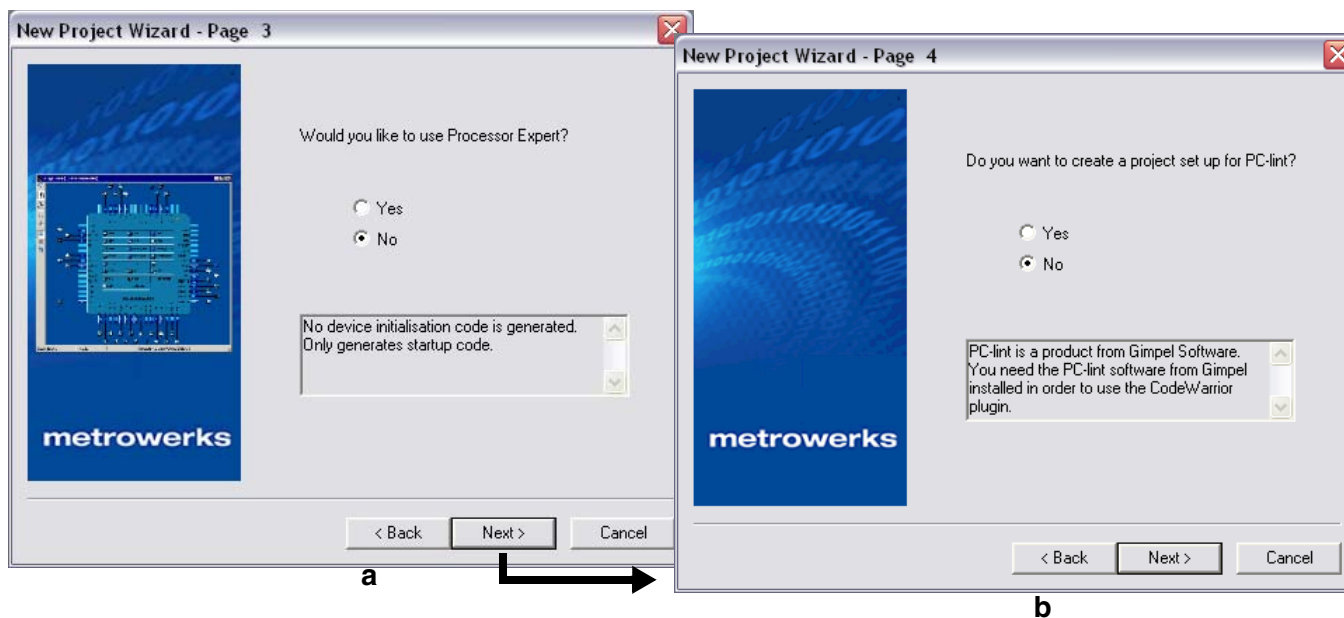 New Project Wizard - Page 3
Would you like to use Processor Expert?
Yes
No
No device initialisation code is generated.
Only generates startup code.
metrowerks
< Back
Next >
Cancel
a
New Project Wizard - Page 4
Do you want to create a project set up for PC-lint?
Yes
No
PC-lint is a product from Gimpel Software.
You need the PC-lint software from Gimpel
installed in order to use the CodeWarrior
plugin.
metrowerks
< Back
Next >
Cancel
b